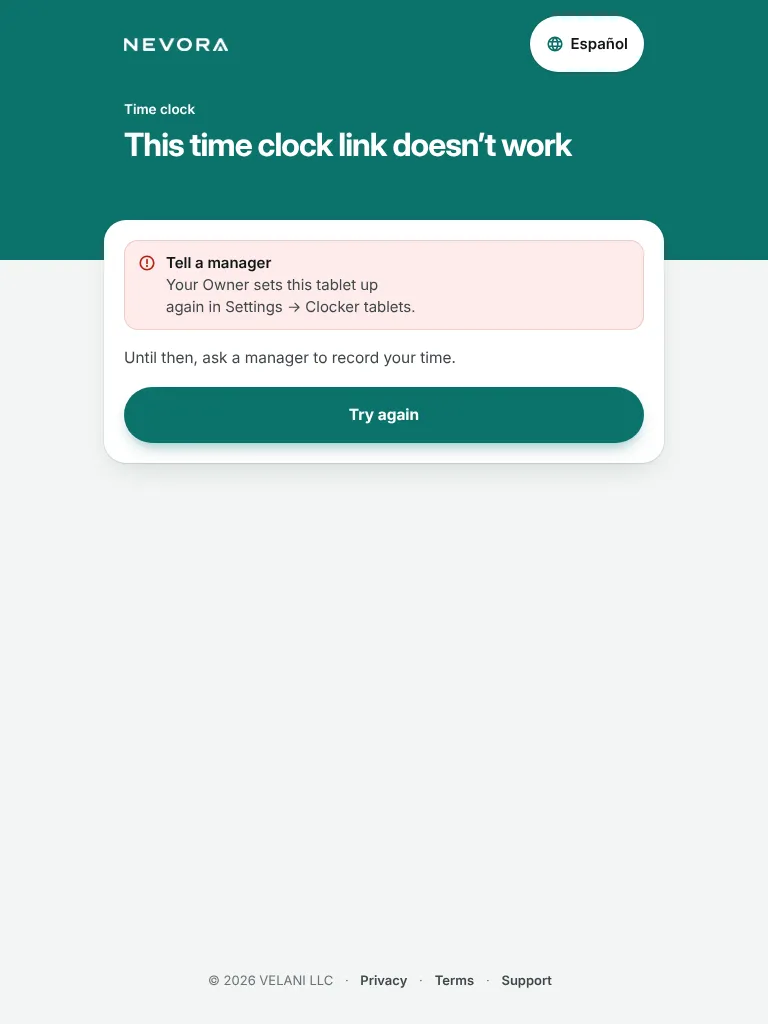 NEVORA
Español
Time clock
This time clock link doesn’t work
Tell a manager
Your Owner sets this tablet up
again in Settings → Clocker tablets.
Until then, ask a manager to record your time.
Try again
© 2026 VELANI LLC · Privacy · Terms · Support